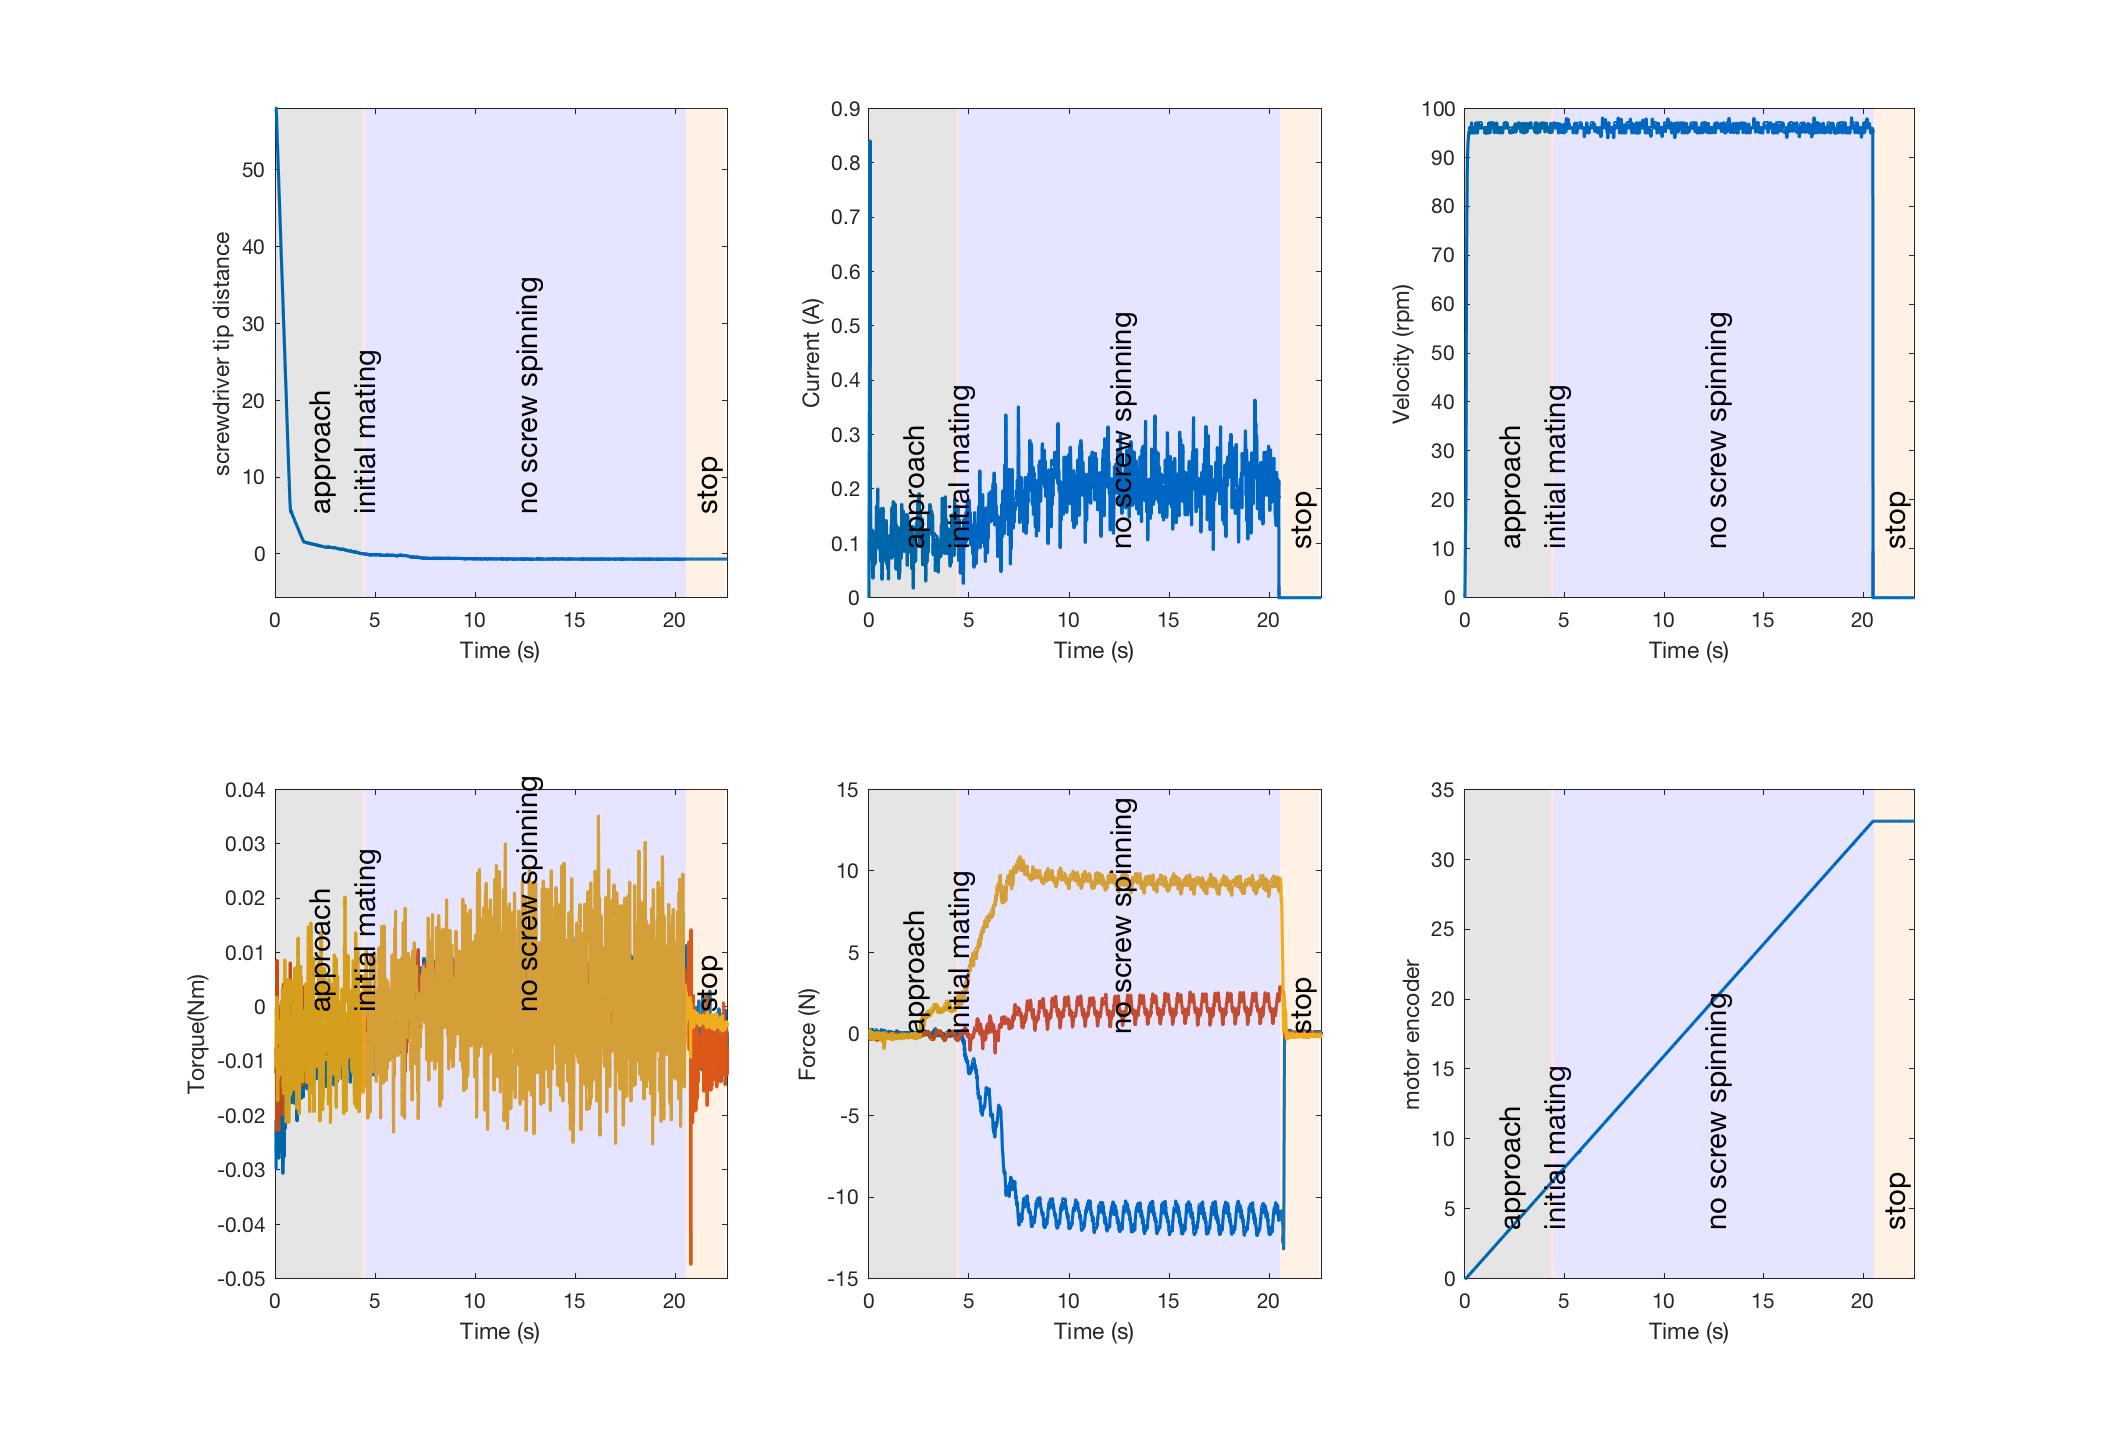 screwdriver tip distance
50
40
30
20
10
0
approach
initial mating
no screw spinning
stop
0 5 10 15 20
Time (s)
Current (A)
0.9
0.8
0.7
0.6
0.5
0.4
0.3
0.2
0.1
0
approach
initial mating
no screw spinning
stop
0 5 10 15 20
Time (s)
Velocity (rpm)
100
90
80
70
60
50
40
30
20
10
0
approach
initial mating
no screw spinning
stop
0 5 10 15 20
Time (s)
Torque(Nm)
0.04
0.03
0.02
0.01
0
-0.01
-0.02
-0.03
-0.04
-0.05
approach
initial mating
no screw spinning
stop
0 5 10 15 20
Time (s)
Force (N)
15
10
5
0
-5
-10
-15
approach
initial mating
no screw spinning
stop
0 5 10 15 20
Time (s)
motor encoder
35
30
25
20
15
10
5
0
approach
initial mating
no screw spinning
stop
0 5 10 15 20
Time (s)